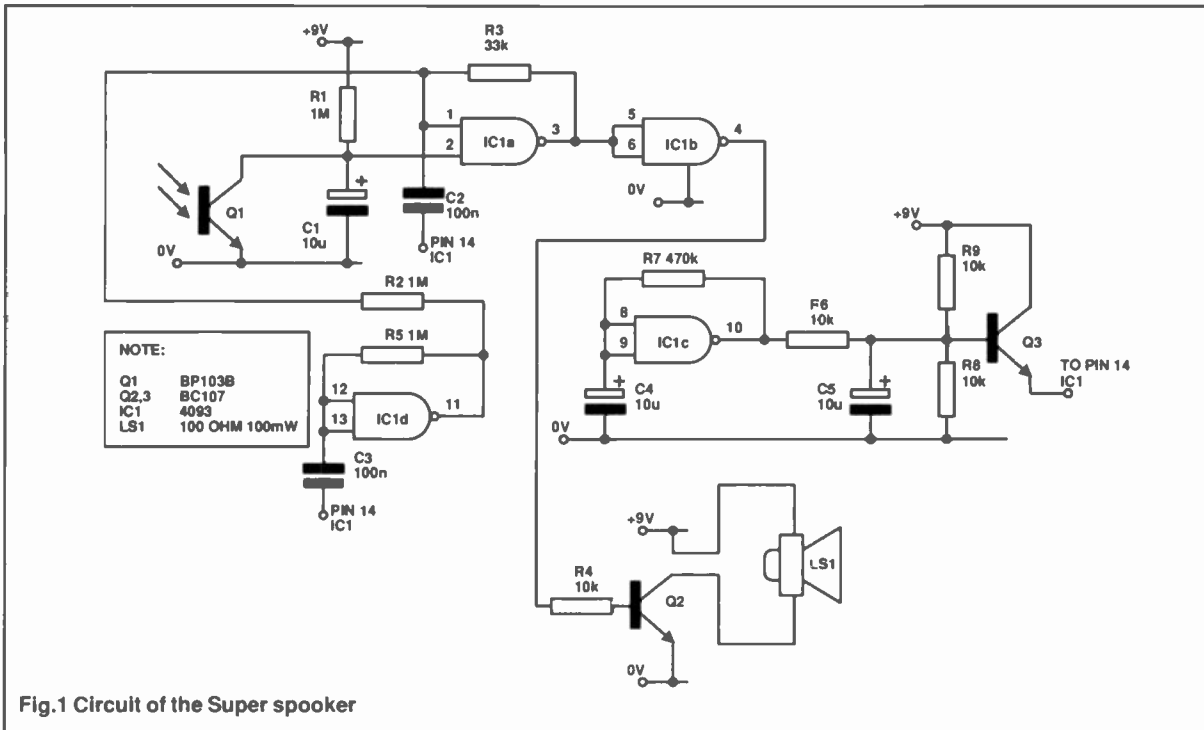 +9V
R3
33k
R1
1M
1
2
IC1a
3
5
6
IC1b
4
0V
Q1
C1
10u
+
C2
100n
PIN 14
IC1
0V
R2 1M
R5 1M
12
13
IC1d
11
C3
100n
PIN 14
IC1
NOTE:
Q1 BP103B
Q2,3 BC107
IC1 4093
LS1 100 OHM 100mW
R7 470k
8
9
IC1c
10
+
C4
10u
0V
F6
10k
+
C5
10u
+9V
R9
10k
R8
10k
Q3
TO PIN 14
IC1
+9V
LS1
R4
10k
Q2
0V
Fig.1 Circuit of the Super spooker